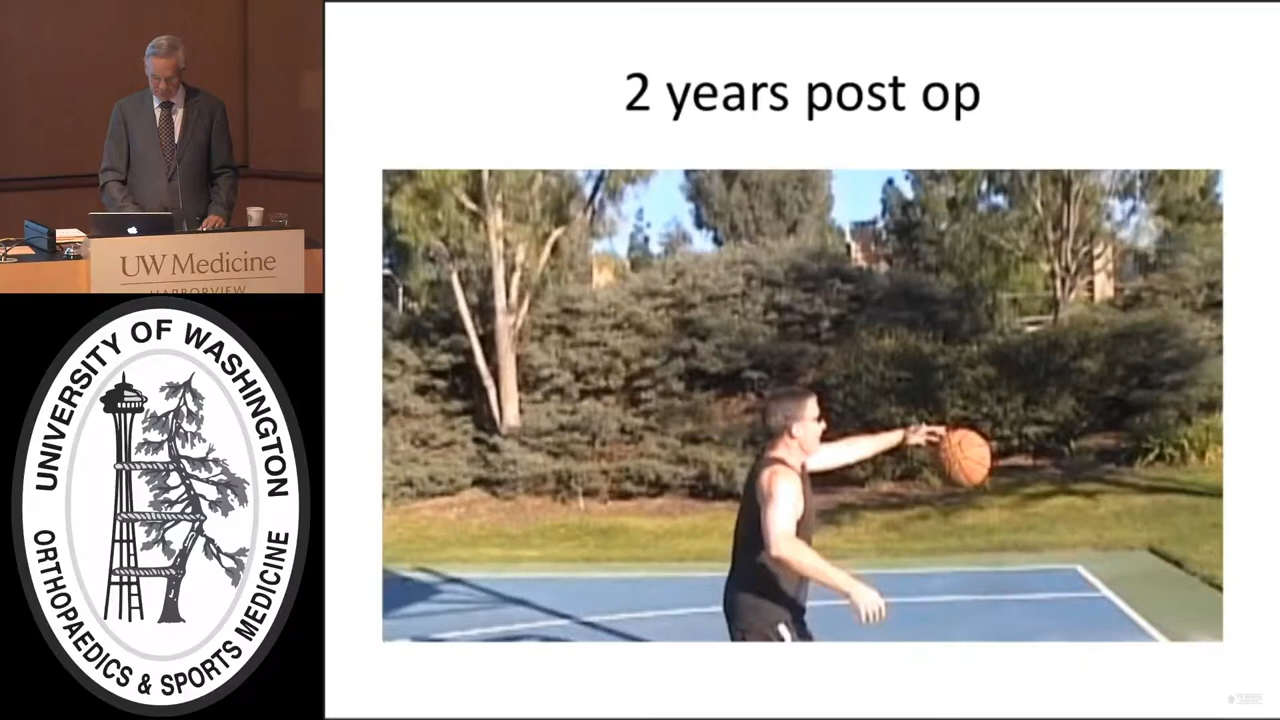 2 years post op
UW Medicine
HARBORVIEW
UNIVERSITY OF WASHINGTON
ORTHOPAEDICS & SPORTS MEDICINE